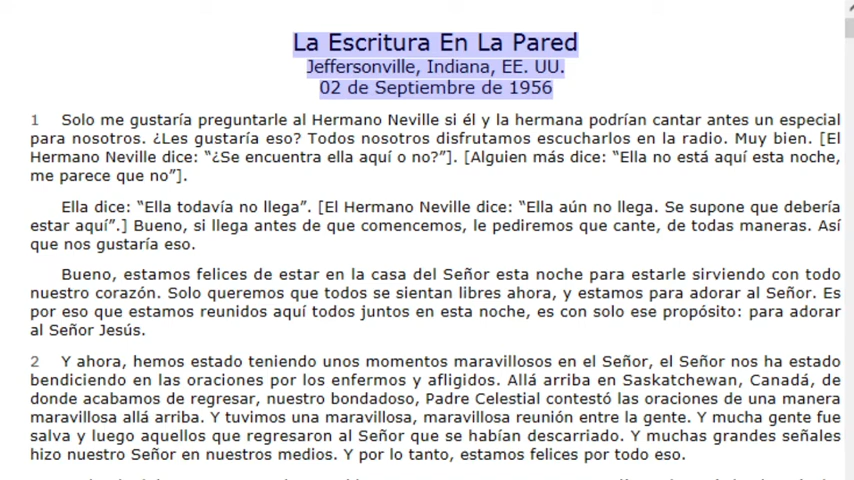 La Escritura En La Pared
Jeffersonville, Indiana, EE. UU.
02 de Septiembre de 1956
1 Solo me gustaría preguntarle al Hermano Neville si él y la hermana podrían cantar antes un especial
para nosotros. ¿Les gustaría eso? Todos nosotros disfrutamos escucharlos en la radio. Muy bien. [El
Hermano Neville dice: “¿Se encuentra ella aquí o no?”]. [Alguien más dice: “Ella no está aquí esta noche,
me parece que no”].
Ella dice: “Ella todavía no llega”. [El Hermano Neville dice: “Ella aún no llega. Se supone que debería
estar aquí”.] Bueno, si llega antes de que comencemos, le pediremos que cante, de todas maneras. Así
que nos gustaría eso.
Bueno, estamos felices de estar en la casa del Señor esta noche para estarle sirviendo con todo
nuestro corazón. Solo queremos que todos se sientan libres ahora, y estamos para adorar al Señor. Es
por eso que estamos reunidos aquí todos juntos en esta noche, es con solo ese propósito: para adorar
al Señor Jesús.
2 Y ahora, hemos estado teniendo unos momentos maravillosos en el Señor, el Señor nos ha estado
bendiciendo en las oraciones por los enfermos y afligidos. Allá arriba en Saskatchewan, Canadá, de
donde acabamos de regresar, nuestro bondadoso, Padre Celestial contestó las oraciones de una manera
maravillosa allá arriba. Y tuvimos una maravillosa, maravillosa reunión entre la gente. Y mucha gente fue
salva y luego aquellos que regresaron al Señor que se habían descarriado. Y muchas grandes señales
hizo nuestro Señor en nuestros medios. Y por lo tanto, estamos felices por todo eso.